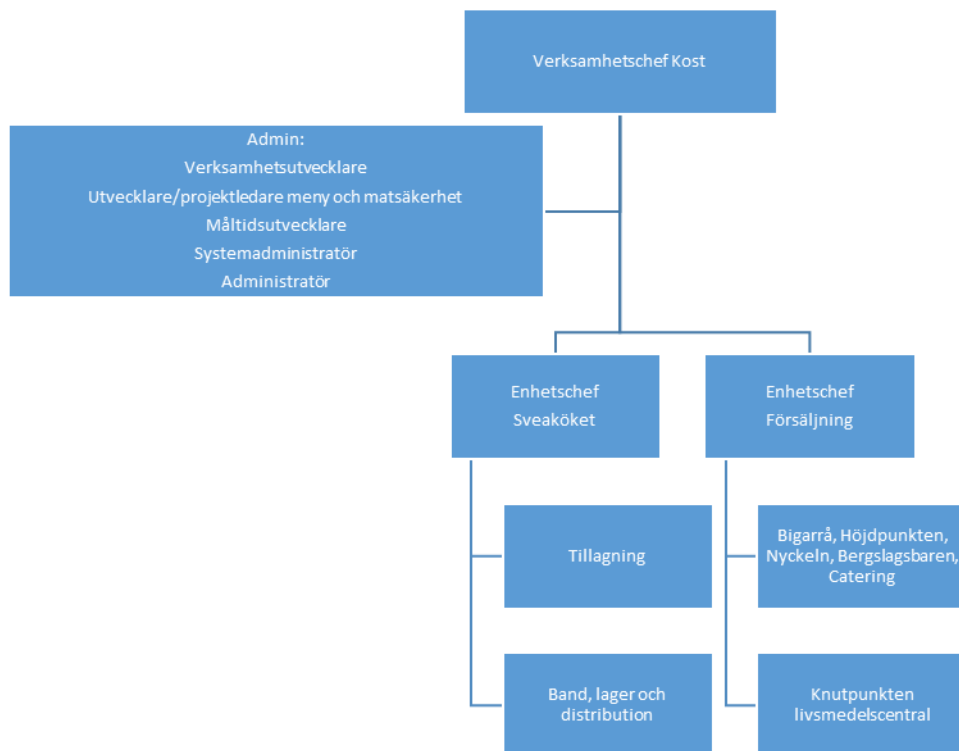 Verksamhetschef Kost
Admin:
Verksamhetsutvecklare
Utvecklare/projektledare meny och matsäkerhet
Måltidsutvecklare
Systemadministratör
Administratör
Enhetschef
Sveaköket
Enhetschef
Försäljning
Tillagning
Bigarrå, Höjdpunkten,
Nyckeln, Bergslagsbaren,
Catering
Band, lager och
distribution
Knutpunkten
livsmedelscentral